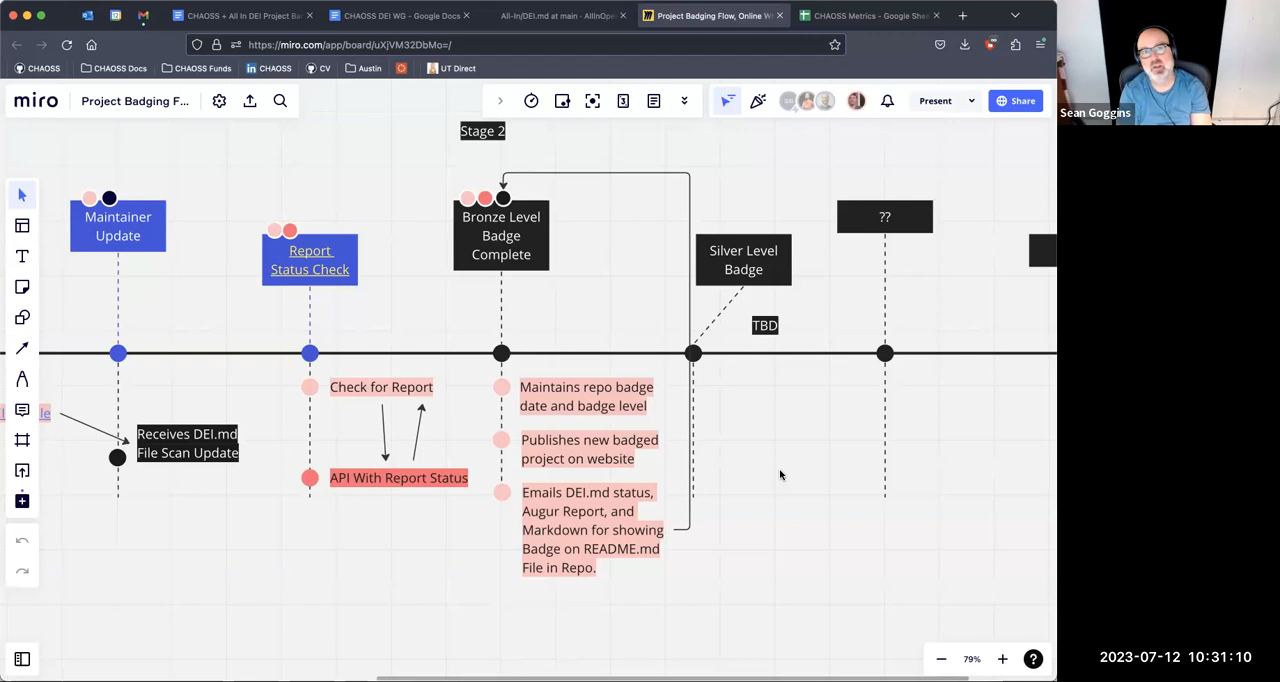 CHAOSS + All In DEI Project Ba
CHAOSS DEI WG - Google Docs
All-In/DEI.md at main · AllInOpe
Project Badging Flow, Online W
CHAOSS Metrics - Google She
https://miro.com/app/board/uXjVM32DbMo=/
CHAOSS
CHAOSS Docs
CHAOSS Funds
CHAOSS
CV
Austin
UT Direct
miro
Project Badging F...
Present
Share
Sean Goggins
Stage 2
Maintainer
Update
Report
Status Check
Bronze Level
Badge
Complete
Silver Level
Badge
??
TBD
Check for Report
API With Report Status
Receives DEI.md
File Scan Update
Maintains repo badge
date and badge level
Publishes new badged
project on website
Emails DEI.md status,
Augur Report, and
Markdown for showing
Badge on README.md
File in Repo.
79%
2023-07-12 10:31:10